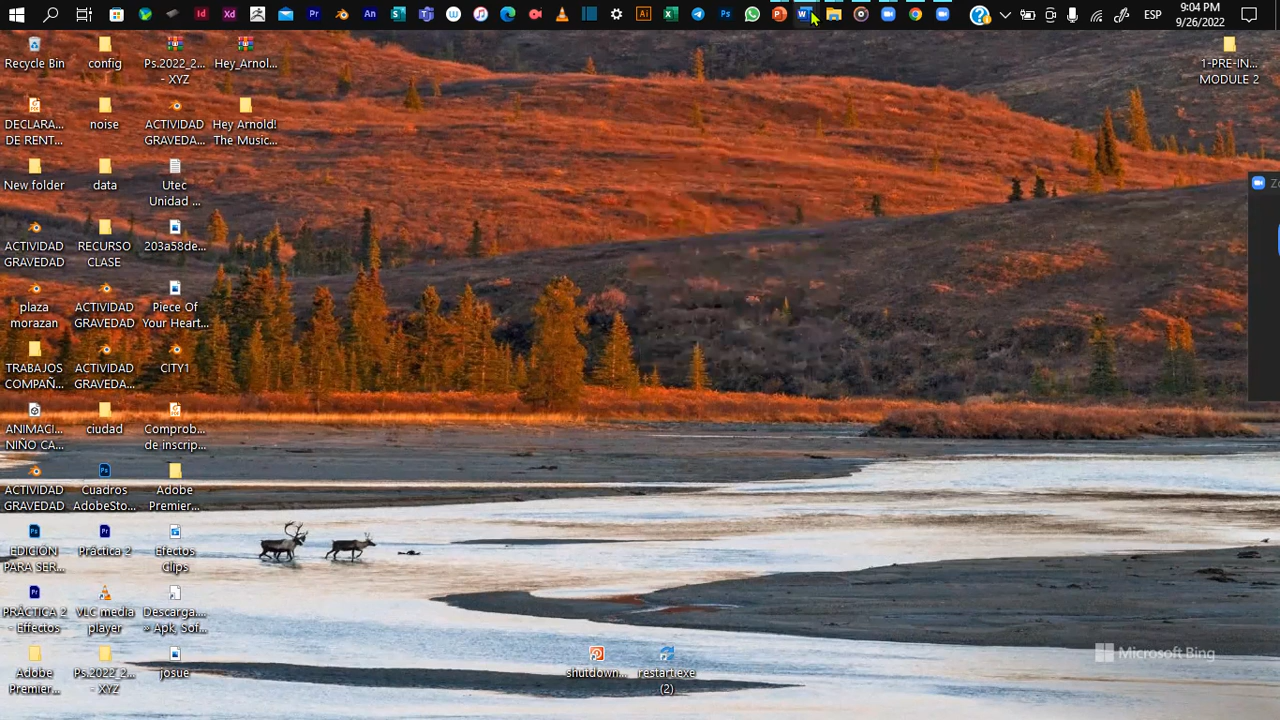 ESP
9:04 PM
9/26/2022
Recycle Bin
config
Ps.2022_2...
- XYZ
Hey_Arnol...
1-PRE-IN...
MODULE 2
DECLARA...
DE RENT...
noise
ACTIVIDAD
GRAVEDA...
Hey Arnold!
The Music...
New folder
data
Utec
Unidad ...
ACTIVIDAD
GRAVEDAD
RECURSO
CLASE
203a58de...
plaza
morazan
ACTIVIDAD
GRAVEDAD
Piece Of
Your Heart...
TRABAJOS
COMPAÑ...
ACTIVIDAD
GRAVEDA...
CITY1
ANIMACI...
NIÑO CA...
ciudad
Comprob...
de inscrip...
ACTIVIDAD
GRAVEDAD
Cuadros
AdobeSto...
Adobe
Premier...
EDICIÓN
PARA SER...
Práctica 2
Efectos
Clips
PRÁCTICA 2
- Efectos
VLC media
player
Descarga....
» Apk, Sof...
Adobe
Premier...
Ps.2022_2...
- XYZ
josue
shutdown...
restart.exe
(2)
Microsoft Bing